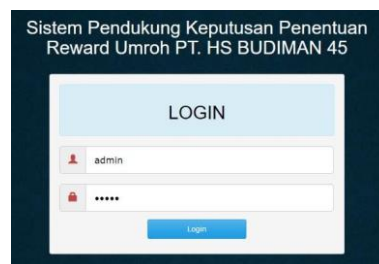 Sistem Pendukung Keputusan Penentuan
Reward Umroh PT. HS BUDIMAN 45
LOGIN
admin
•••••
Login